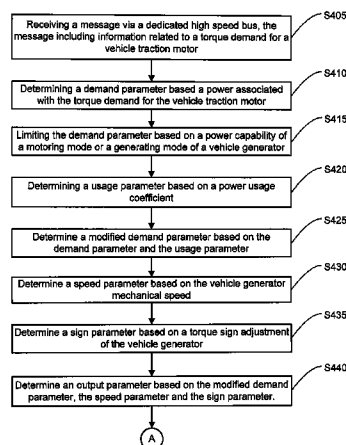 Receiving a message via a dedicated high speed bus, the
message including information related to a torque demand for a
vehicle traction motor
S405
Determining a demand parameter based a power associated
with the torque demand for the vehicle traction motor
S410
Limiting the demand parameter based on a power capability of
a motoring mode or a generating mode of a vehicle generator
S415
Determining a usage parameter based on a power usage
coefficient
S420
Determine a modified demand parameter based on the
demand parameter and the usage parameter
S425
Determine a speed parameter based on the vehicle generator
mechanical speed
S430
Determine a sign parameter based on a torque sign adjustment
of the vehicle generator
S435
Determine an output parameter based on the modified demand
parameter, the speed parameter and the sign parameter.
S440
A